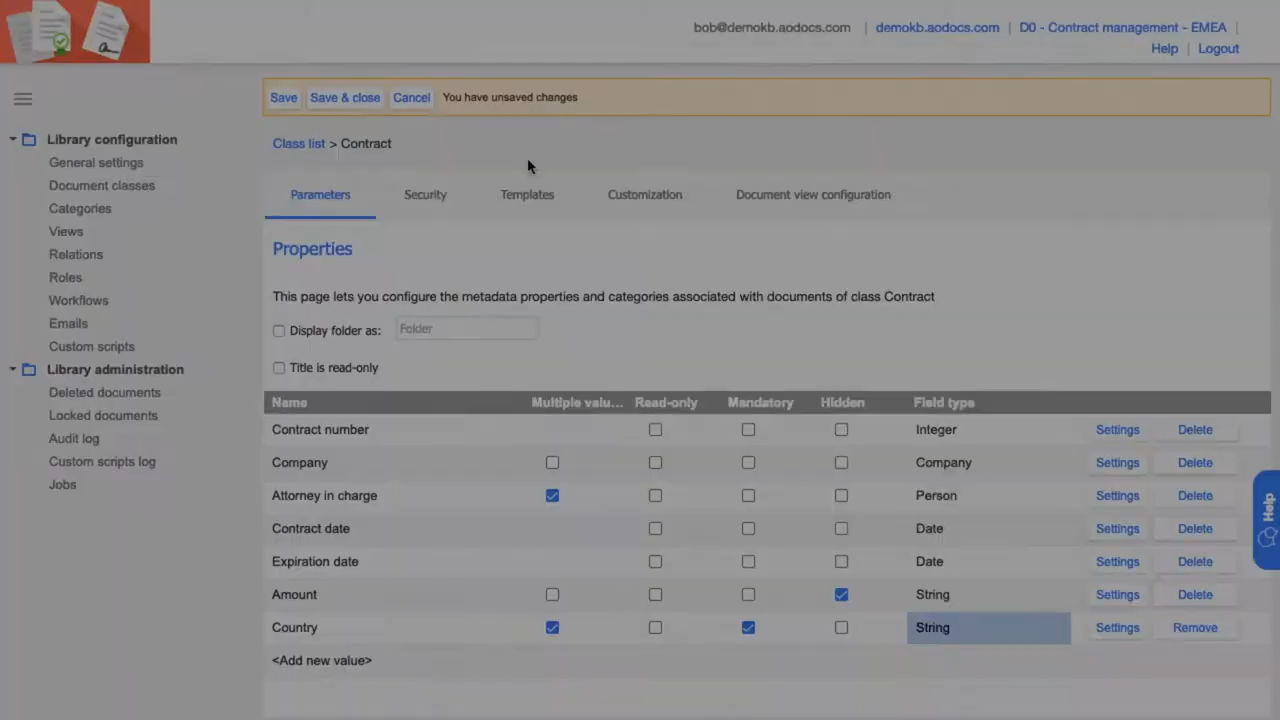 bob@demokb.aodocs.com | demokb.aodocs.com | D0 - Contract management - EMEA |
Help | Logout
Save Save & close Cancel You have unsaved changes
Class list > Contract
Library configuration
General settings
Document classes
Categories
Views
Relations
Roles
Workflows
Emails
Custom scripts
Library administration
Deleted documents
Locked documents
Audit log
Custom scripts log
Jobs
Parameters Security Templates Customization Document view configuration
Properties
This page lets you configure the metadata properties and categories associated with documents of class Contract
Display folder as: Folder
Title is read-only
Name Multiple valu... Read-only Mandatory Hidden Field type
Contract number Integer Settings Delete
Company Company Settings Delete
Attorney in charge Person Settings Delete
Contract date Date Settings Delete
Expiration date Date Settings Delete
Amount String Settings Delete
Country String Settings Remove
<Add new value>
Help